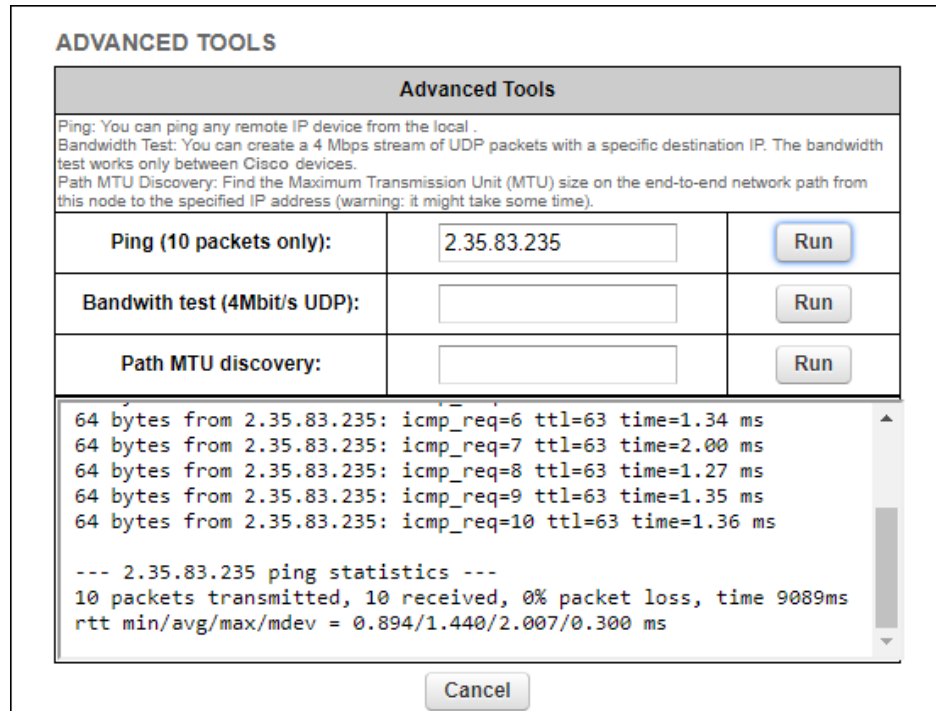 ADVANCED TOOLS
Advanced Tools
Ping: You can ping any remote IP device from the local .
Bandwidth Test: You can create a 4 Mbps stream of UDP packets with a specific destination IP. The bandwidth
test works only between Cisco devices.
Path MTU Discovery: Find the Maximum Transmission Unit (MTU) size on the end-to-end network path from
this node to the specified IP address (warning: it might take some time).
Ping (10 packets only): 2.35.83.235 Run
Bandwith test (4Mbit/s UDP): Run
Path MTU discovery: Run
64 bytes from 2.35.83.235: icmp_req=6 ttl=63 time=1.34 ms
64 bytes from 2.35.83.235: icmp_req=7 ttl=63 time=2.00 ms
64 bytes from 2.35.83.235: icmp_req=8 ttl=63 time=1.27 ms
64 bytes from 2.35.83.235: icmp_req=9 ttl=63 time=1.35 ms
64 bytes from 2.35.83.235: icmp_req=10 ttl=63 time=1.36 ms
--- 2.35.83.235 ping statistics ---
10 packets transmitted, 10 received, 0% packet loss, time 9089ms
rtt min/avg/max/mdev = 0.894/1.440/2.007/0.300 ms
Cancel